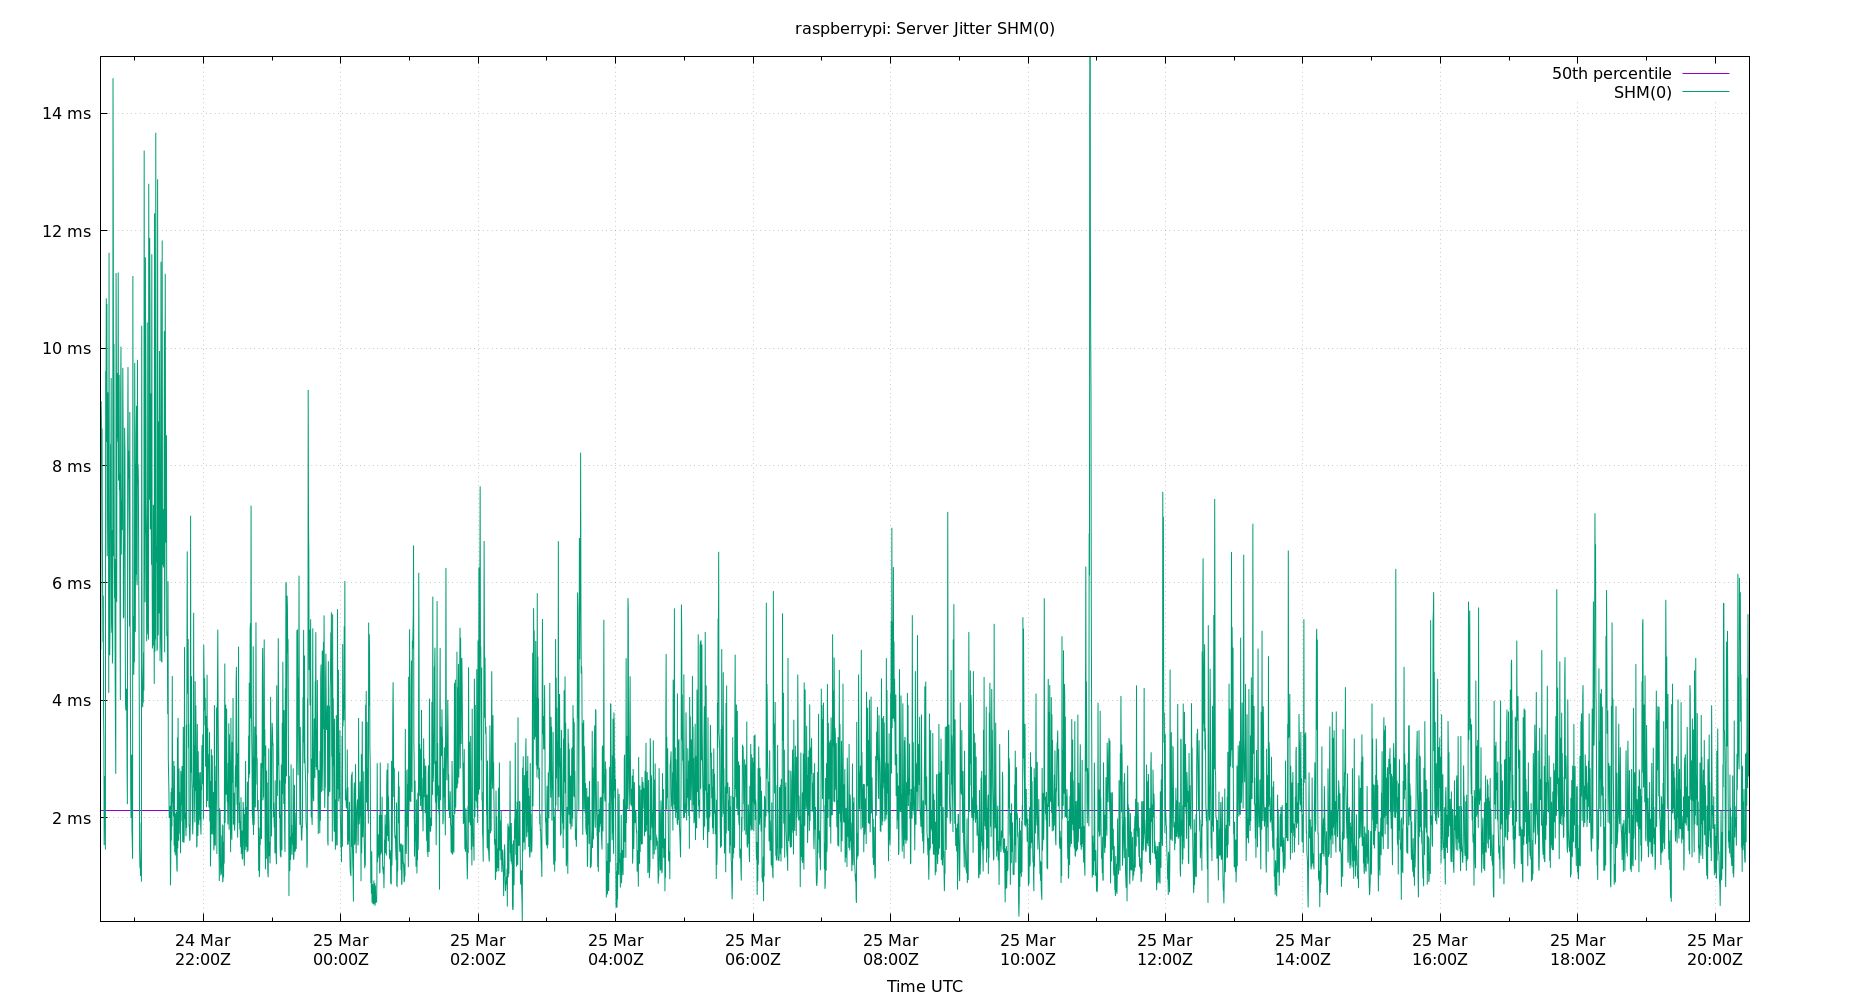 raspberrypi: Server Jitter SHM(0)
50th percentile
SHM(0)
14 ms
12 ms
10 ms
8 ms
6 ms
4 ms
2 ms
24 Mar 25 Mar 25 Mar 25 Mar 25 Mar 25 Mar 25 Mar 25 Mar 25 Mar 25 Mar 25 Mar 25 Mar
22:00Z 00:00Z 02:00Z 04:00Z 06:00Z 08:00Z 10:00Z 12:00Z 14:00Z 16:00Z 18:00Z 20:00Z
Time UTC